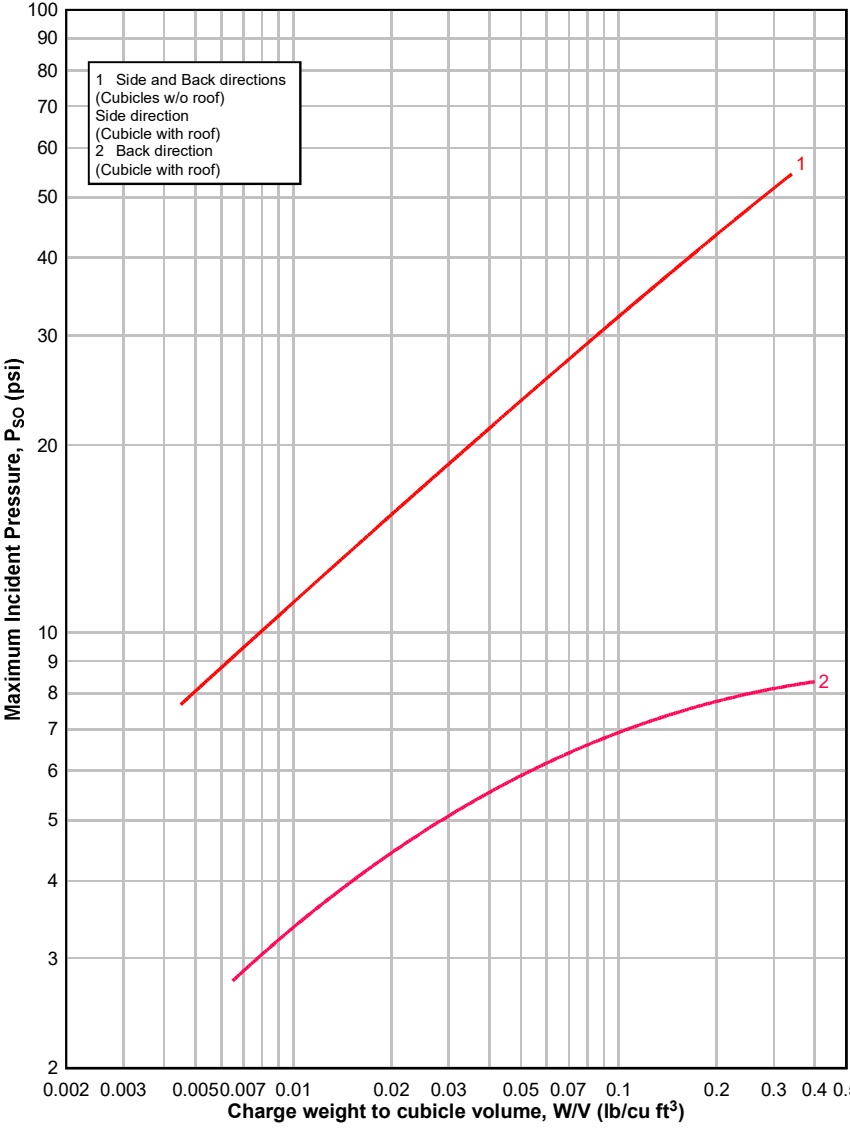 100
90
80
70
60
50
40
30
20
10
9
8
7
6
5
4
3
2
Maximum Incident Pressure, PSO (psi)
1 Side and Back directions
(Cubicles w/o roof)
Side direction
(Cubicle with roof)
2 Back direction
(Cubicle with roof)
1
2
0.002 0.003 0.005 0.007 0.01 0.02 0.03 0.05 0.07 0.1 0.2 0.3 0.4
Charge weight to cubicle volume, W/V (lb/cu ft³)